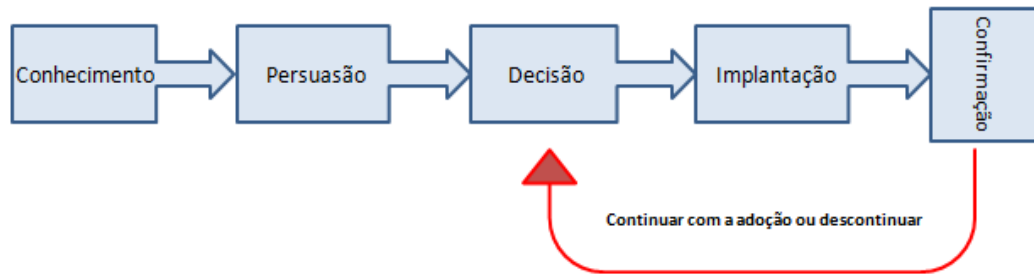 Conhecimento
Persuasão
Decisão
Implantação
Confirmação
Continuar com a adoção ou descontinuar